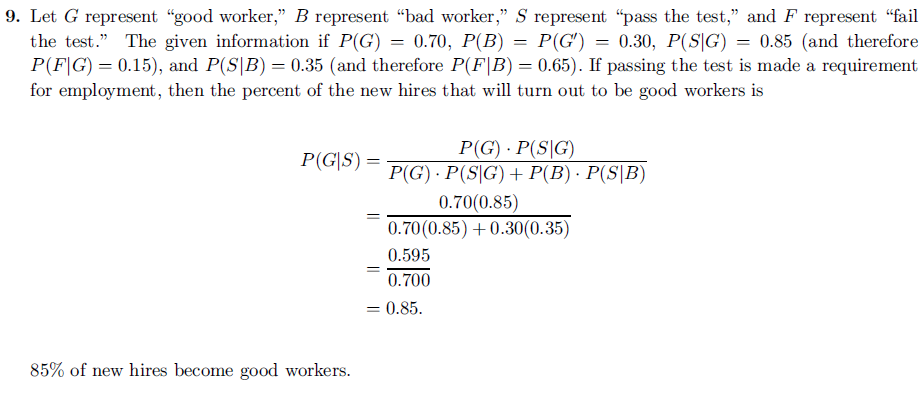 9. Let G represent “good worker,” B represent “bad worker,” S represent “pass the test,” and F represent “fail
the test.” The given information if P(G) = 0.70, P(B) = P(G′) = 0.30, P(S|G) = 0.85 (and therefore
P(F|G) = 0.15), and P(S|B) = 0.35 (and therefore P(F|B) = 0.65). If passing the test is made a requirement
for employment, then the percent of the new hires that will turn out to be good workers is
P(G) · P(S|G)
P(G|S) =
P(G) · P(S|G) + P(B) · P(S|B)
0.70(0.85)
=
0.70(0.85) + 0.30(0.35)
0.595
=
0.700
= 0.85.
85% of new hires become good workers.